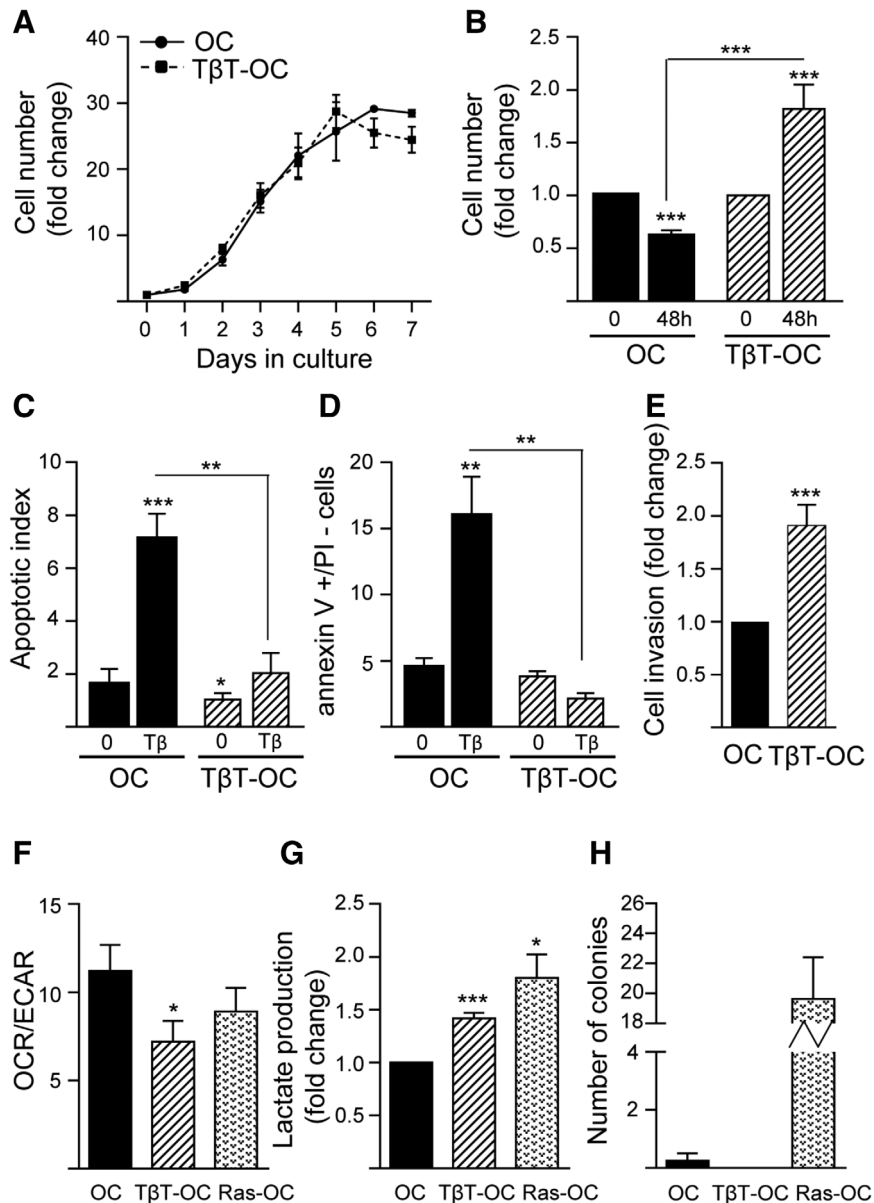 A
OC
TβT-OC
Cell number
(fold change)
40
30
20
10
0 1 2 3 4 5 6 7
Days in culture
B
Cell number
(fold change)
2.5
2.0
1.5
1.0
0.5
***
***
***
0 48h 0 48h
OC TβT-OC
C
Apoptotic index
10
8
6
4
2
**
***
*
0 Tβ 0 Tβ
OC TβT-OC
D
annexin V +/PI - cells
20
15
10
5
**
**
0 Tβ 0 Tβ
OC TβT-OC
E
Cell invasion (fold change)
2.5
2.0
1.5
1.0
0.5
***
OC TβT-OC
F
OCR/ECAR
15
10
5
*
OC TβT-OC Ras-OC
G
Lactate production
(fold change)
2.5
2.0
1.5
1.0
0.5
***
*
OC TβT-OC Ras-OC
H
Number of colonies
26
24
22
20
18
4
2
OC TβT-OC Ras-OC